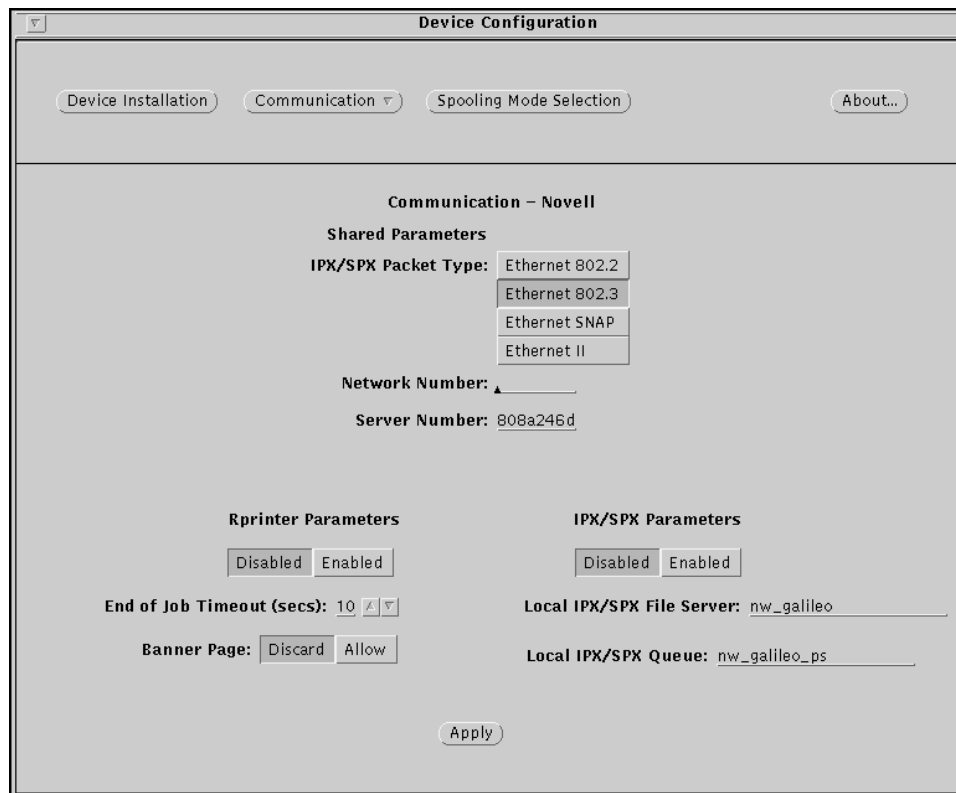 Device Configuration
Device Installation Communication Spooling Mode Selection About...
Communication – Novell
Shared Parameters
IPX/SPX Packet Type: Ethernet 802.2
Ethernet 802.3
Ethernet SNAP
Ethernet II
Network Number:
Server Number: 808a246d
Rprinter Parameters
Disabled Enabled
End of Job Timeout (secs): 10
Banner Page: Discard Allow
IPX/SPX Parameters
Disabled Enabled
Local IPX/SPX File Server: nw_galileo
Local IPX/SPX Queue: nw_galileo_ps
Apply